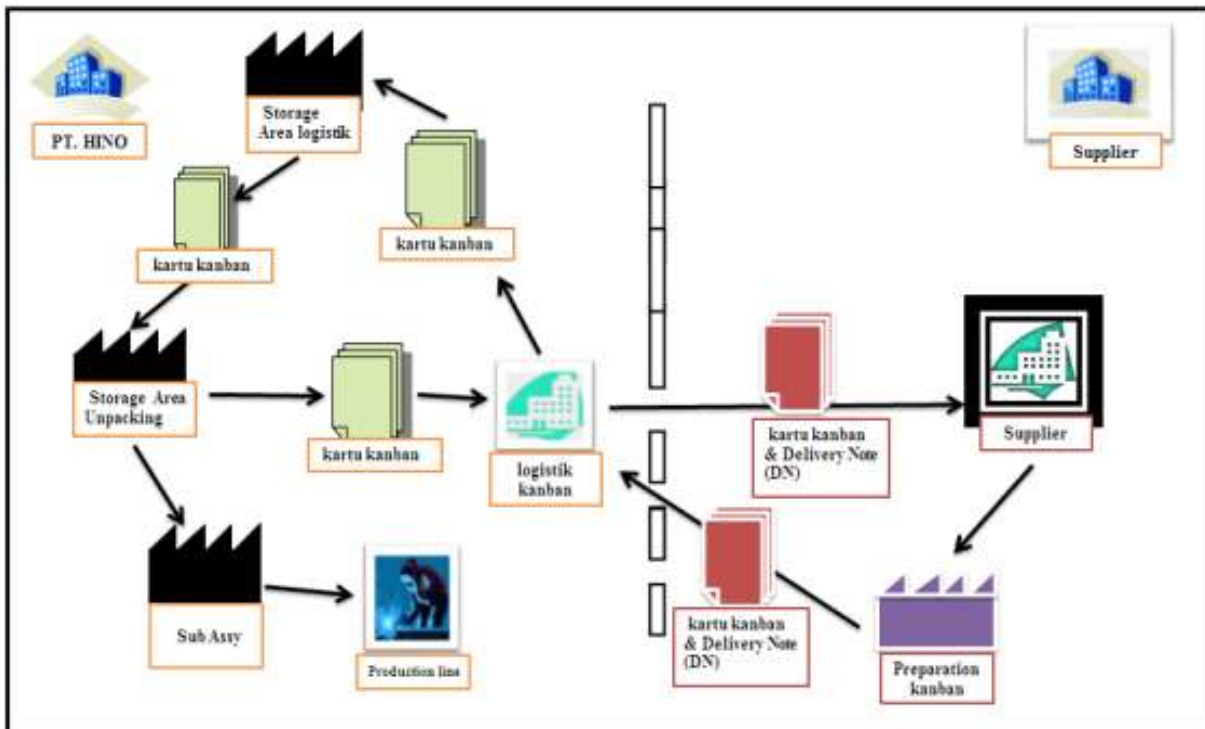 PT. HINO
Storage
Area logistik
Supplier
kartu kanban
kartu kanban
Storage Area
Unpacking
kartu kanban
logistik
kanban
kartu kanban
& Delivery Note
(DN)
Supplier
Sub Assy
Production line
kartu kanban
& Delivery Note
(DN)
Preparation
kanban